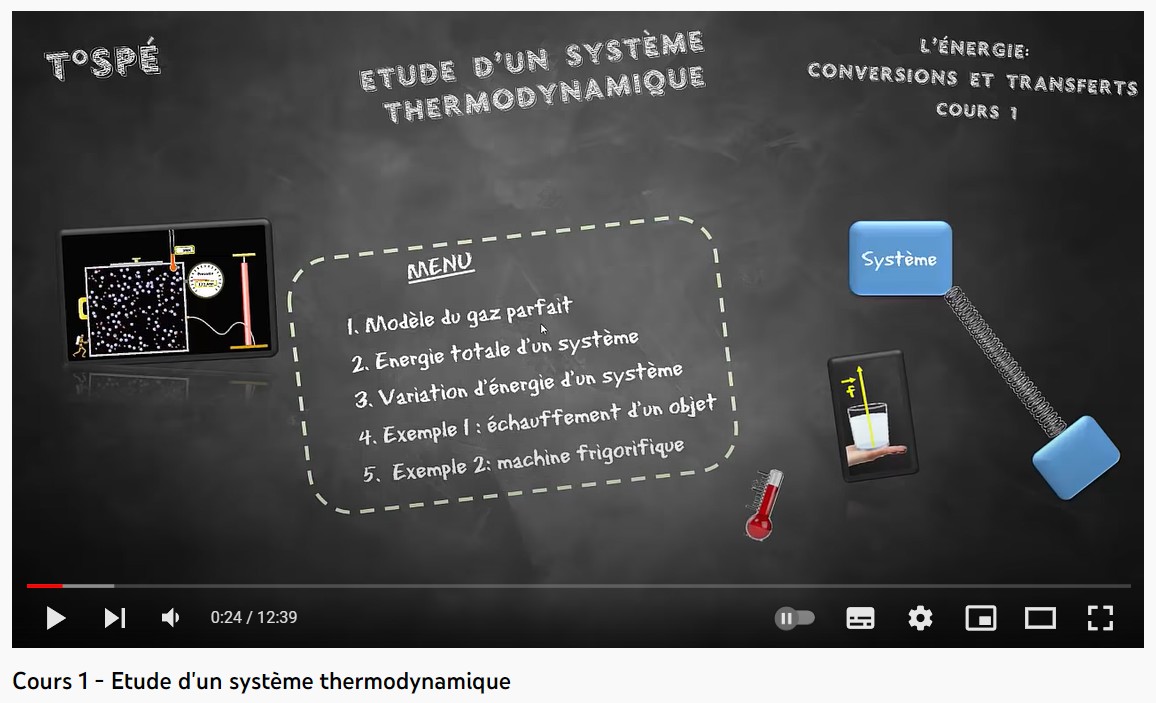 T°SPÉ
ETUDE D'UN SYSTÈME
THERMODYNAMIQUE
L'ÉNERGIE:
CONVERSIONS ET TRANSFERTS
COURS 1
MENU
1. Modèle du gaz parfait
2. Energie totale d'un système
3. Variation d'énergie d'un système
4. Exemple 1 : échauffement d'un objet
5. Exemple 2: machine frigorifique
Système
f
0:24 / 12:39
Cours 1 - Etude d'un système thermodynamique